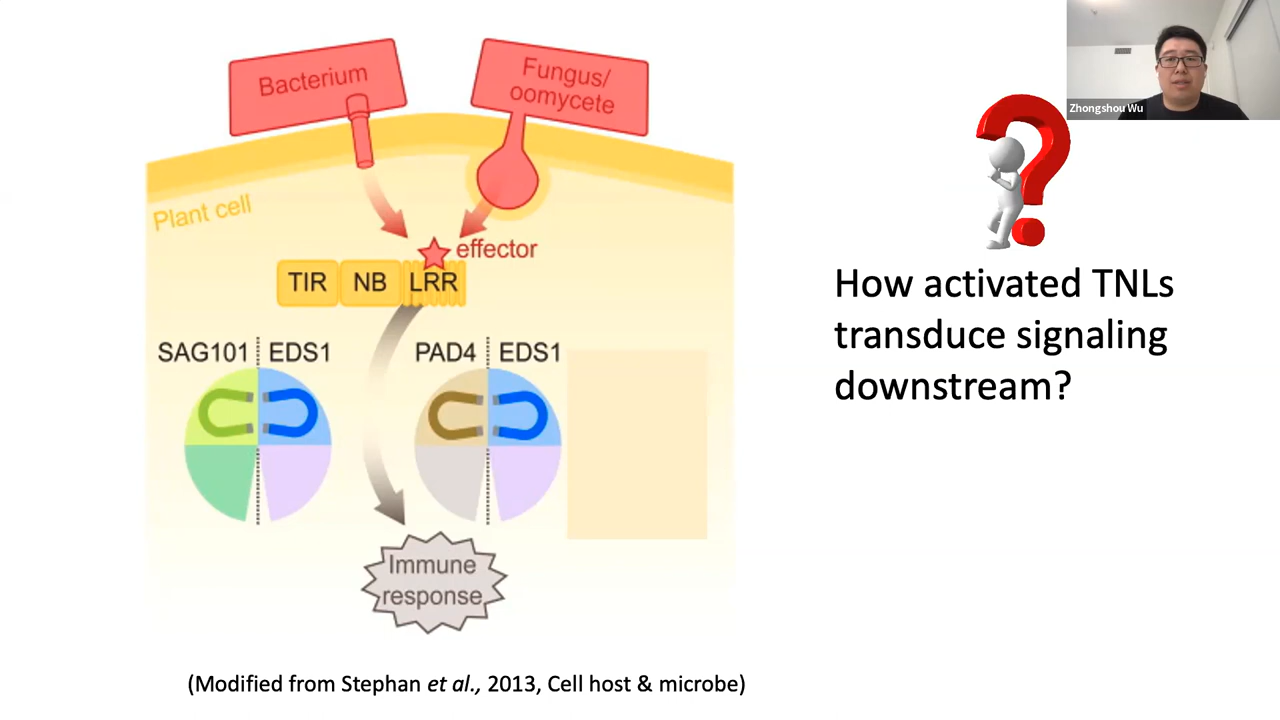 Bacterium
Fungus/
oomycete
Zhongshou Wu
Plant cell
effector
TIR NB LRR
SAG101 EDS1 PAD4 EDS1
How activated TNLs
transduce signaling
downstream?
Immune
response
(Modified from Stephan et al., 2013, Cell host & microbe)